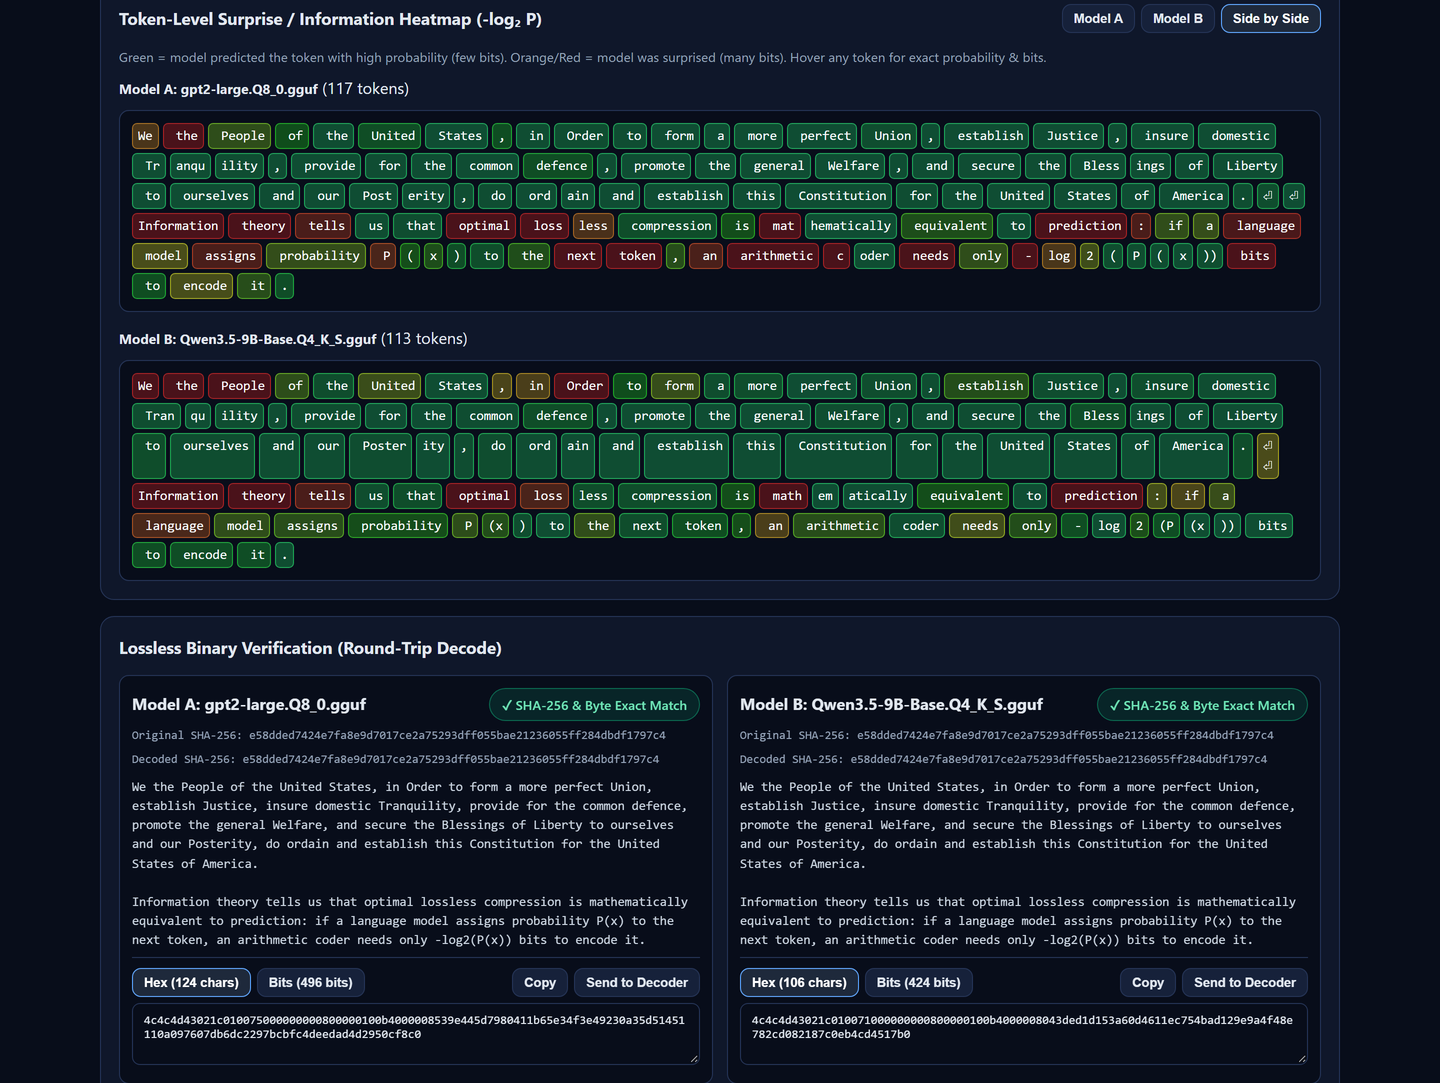 Token-Level Surprise / Information Heatmap (-log₂ P)
Model A Model B Side by Side
Green = model predicted the token with high probability (few bits). Orange/Red = model was surprised (many bits). Hover any token for exact probability & bits.
Model A: gpt2-large.Q8_0.gguf (117 tokens)
We the People of the United States , in Order to form a more perfect Union , establish Justice , insure domestic
Tr anqu ility , provide for the common defence , promote the general Welfare , and secure the Bless ings of Liberty
to ourselves and our Post erity , do ord ain and establish this Constitution for the United States of America . ⏎ ⏎
Information theory tells us that optimal loss less compression is mat hematically equivalent to prediction : if a language
model assigns probability P ( x ) to the next token , an arithmetic c oder needs only - log 2 ( P ( x )) bits
to encode it .
Model B: Qwen3.5-9B-Base.Q4_K_S.gguf (113 tokens)
We the People of the United States , in Order to form a more perfect Union , establish Justice , insure domestic
Tran qu ility , provide for the common defence , promote the general Welfare , and secure the Bless ings of Liberty
to ourselves and our Poster ity , do ord ain and establish this Constitution for the United States of America . ⏎
⏎
Information theory tells us that optimal loss less compression is math em atically equivalent to prediction : if a
language model assigns probability P (x ) to the next token , an arithmetic coder needs only - log 2 (P (x )) bits
to encode it .
Lossless Binary Verification (Round-Trip Decode)
Model A: gpt2-large.Q8_0.gguf
✓ SHA-256 & Byte Exact Match
Original SHA-256: e58dded7424e7fa8e9d7017ce2a75293dff055bae21236055ff284dbdf1797c4
Decoded SHA-256: e58dded7424e7fa8e9d7017ce2a75293dff055bae21236055ff284dbdf1797c4
We the People of the United States, in Order to form a more perfect Union,
establish Justice, insure domestic Tranquility, provide for the common defence,
promote the general Welfare, and secure the Blessings of Liberty to ourselves
and our Posterity, do ordain and establish this Constitution for the United
States of America.
Information theory tells us that optimal lossless compression is mathematically
equivalent to prediction: if a language model assigns probability P(x) to the
next token, an arithmetic coder needs only -log2(P(x)) bits to encode it.
Hex (124 chars) Bits (496 bits) Copy Send to Decoder
4c4c4d43021c010075000000000800000100b4000008539e445d7980411b65e34f3e49230a35d51451
110a097607db6dc2297bcbfc4deedad4d2950cf8c0
Model B: Qwen3.5-9B-Base.Q4_K_S.gguf
✓ SHA-256 & Byte Exact Match
Original SHA-256: e58dded7424e7fa8e9d7017ce2a75293dff055bae21236055ff284dbdf1797c4
Decoded SHA-256: e58dded7424e7fa8e9d7017ce2a75293dff055bae21236055ff284dbdf1797c4
We the People of the United States, in Order to form a more perfect Union,
establish Justice, insure domestic Tranquility, provide for the common defence,
promote the general Welfare, and secure the Blessings of Liberty to ourselves
and our Posterity, do ordain and establish this Constitution for the United
States of America.
Information theory tells us that optimal lossless compression is mathematically
equivalent to prediction: if a language model assigns probability P(x) to the
next token, an arithmetic coder needs only -log2(P(x)) bits to encode it.
Hex (106 chars) Bits (424 bits) Copy Send to Decoder
4c4c4d43021c010071000000000800000100b4000008043ded1d153a60d4611ec754bad129e9a4f48e
782cd082187c0eb4cd4517b0